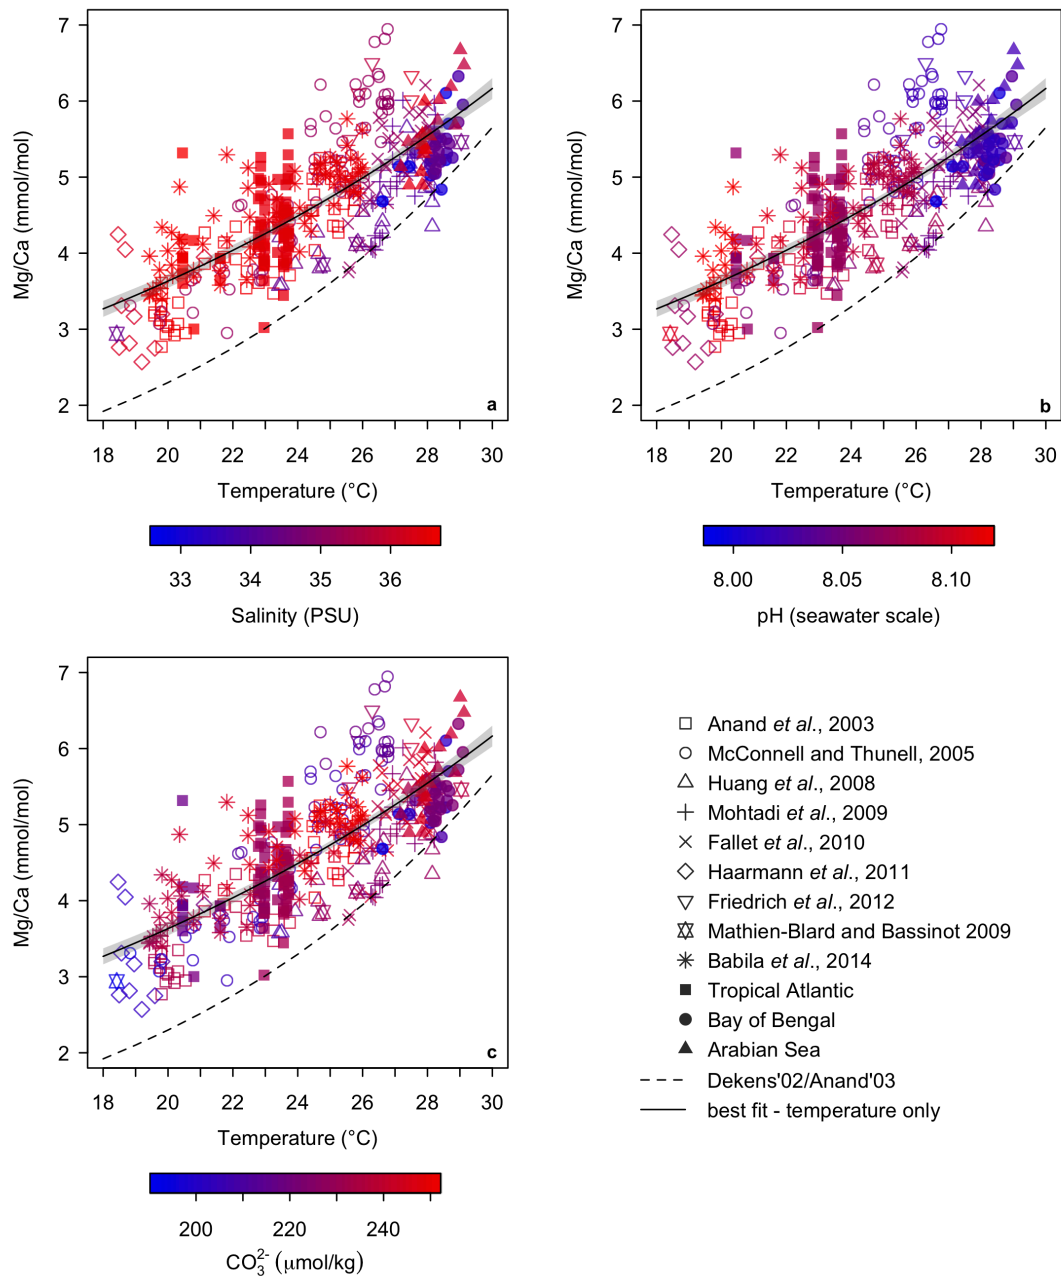 7
6
5
4
3
2
Mg/Ca (mmol/mol)
a
18 20 22 24 26 28 30
Temperature (°C)
33 34 35 36
Salinity (PSU)
7
6
5
4
3
2
Mg/Ca (mmol/mol)
b
18 20 22 24 26 28 30
Temperature (°C)
8.00 8.05 8.10
pH (seawater scale)
7
6
5
4
3
2
Mg/Ca (mmol/mol)
c
18 20 22 24 26 28 30
Temperature (°C)
200 220 240
CO₃²⁻ (μmol/kg)
Anand et al., 2003
McConnell and Thunell, 2005
Huang et al., 2008
Mohtadi et al., 2009
Fallet et al., 2010
Haarmann et al., 2011
Friedrich et al., 2012
Mathien-Blard and Bassinot 2009
Babila et al., 2014
Tropical Atlantic
Bay of Bengal
Arabian Sea
Dekens'02/Anand'03
best fit - temperature only